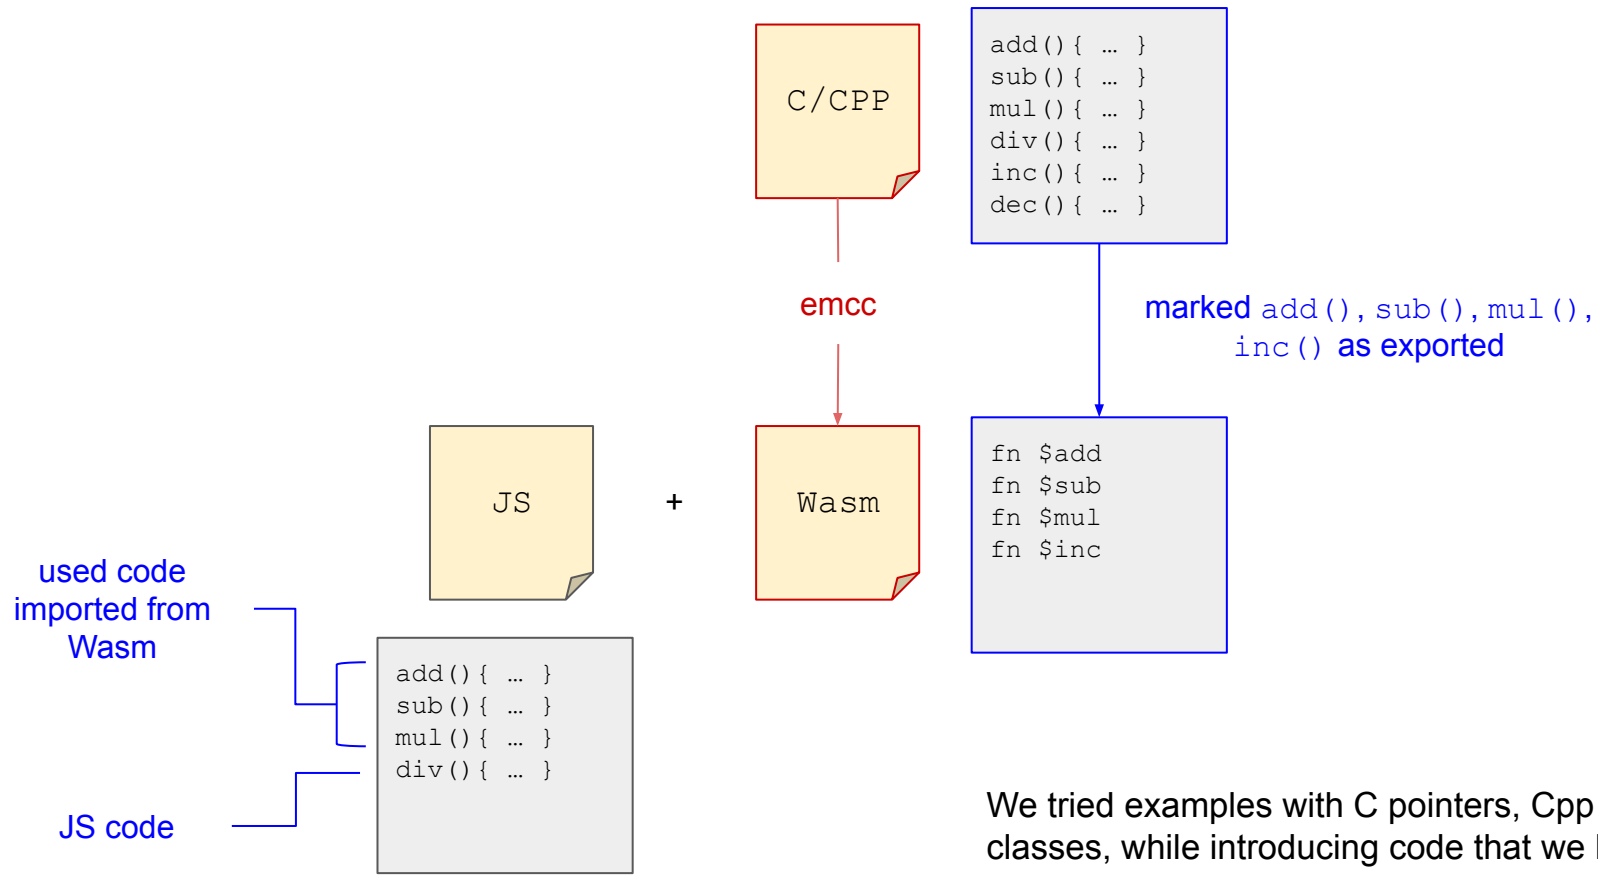 C/CPP
add(){ … }
sub(){ … }
mul(){ … }
div(){ … }
inc(){ … }
dec(){ … }
emcc
marked add(), sub(), mul(),
inc() as exported
JS
+
Wasm
fn $add
fn $sub
fn $mul
fn $inc
used code
imported from
Wasm
add(){ … }
sub(){ … }
mul(){ … }
div(){ … }
JS code
We tried examples with C pointers, Cpp
classes, while introducing code that we